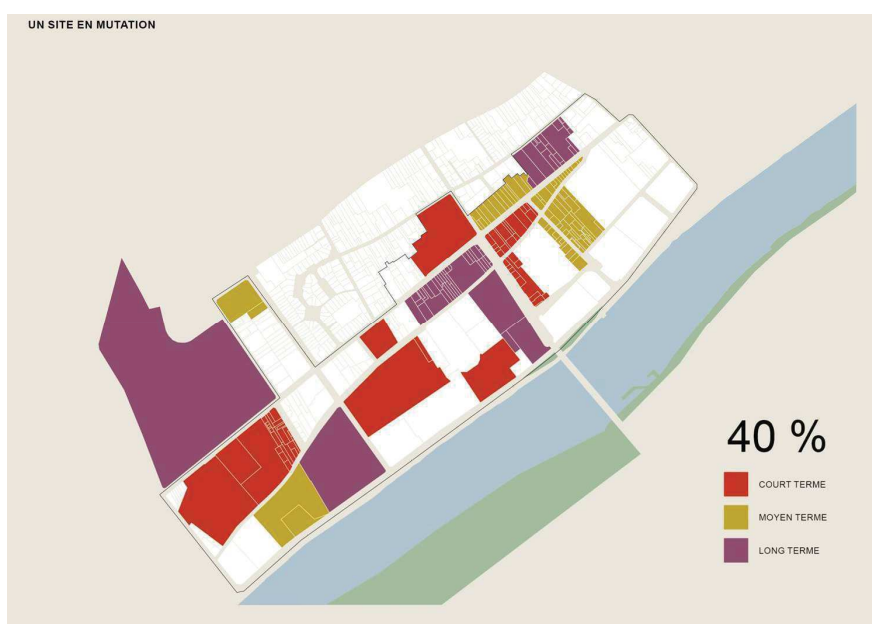 UN SITE EN MUTATION
40 %
COURT TERME
MOYEN TERME
LONG TERME